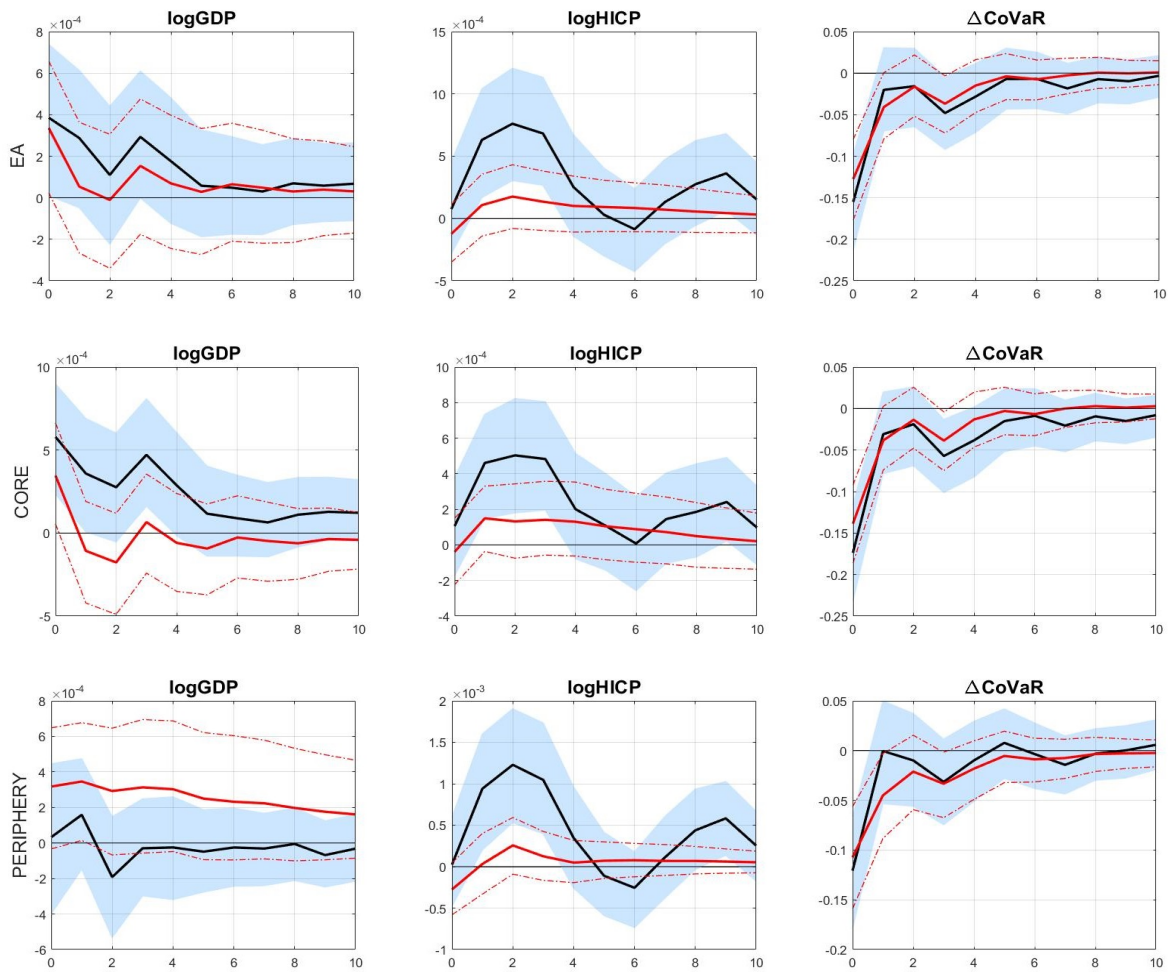 logGDP logHICP △CoVaR
×10⁻⁴ ×10⁻⁴
EA
8 15 0.05
6 10 0
4 5 -0.05
2 0 -0.1
0 -5 -0.15
-2 -0.2
-4 -0.25
0 2 4 6 8 10 0 2 4 6 8 10 0 2 4 6 8 10
logGDP logHICP △CoVaR
×10⁻⁴ ×10⁻⁴
CORE
10 10 0.05
5 8 0
0 6 -0.05
-5 4 -0.1
2 -0.15
0 -0.2
-2 -0.25
-4
0 2 4 6 8 10 0 2 4 6 8 10 0 2 4 6 8 10
logGDP logHICP △CoVaR
×10⁻⁴ ×10⁻³
PERIPHERY
8 2 0.05
6 1.5 0
4 1 -0.05
2 0.5 -0.1
0 0 -0.15
-2 -0.5 -0.2
-4 -1
-6
0 2 4 6 8 10 0 2 4 6 8 10 0 2 4 6 8 10